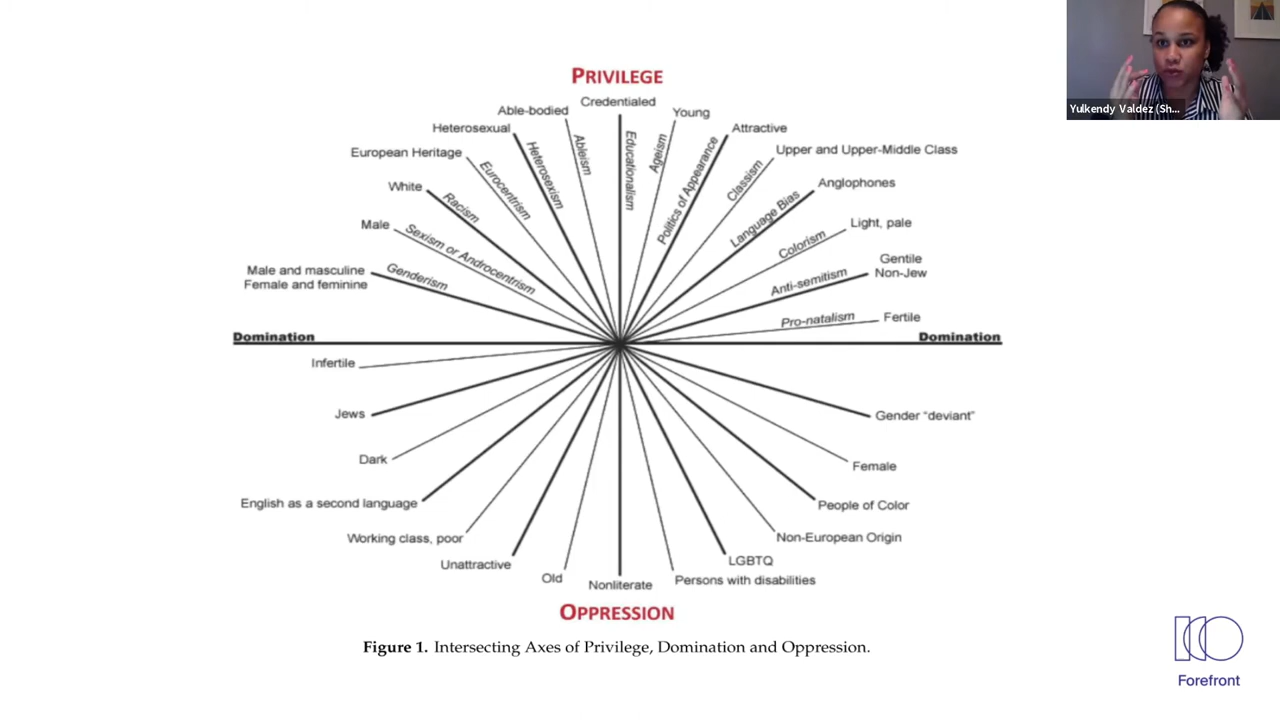 PRIVILEGE
Credentialed
Able-bodied
Young
Heterosexual
Attractive
European Heritage
Upper and Upper-Middle Class
White
Anglophones
Male
Light, pale
Male and masculine
Female and feminine
Gentile
Non-Jew
Fertile
Genderism
Sexism or Androcentrism
Racism
Eurocentrism
Heterosexism
Ableism
Educationalism
Ageism
Politics of Appearance
Classism
Language Bias
Colorism
Anti-semitism
Pro-natalism
Domination
Domination
Infertile
Jews
Dark
English as a second language
Working class, poor
Unattractive
Old
Nonliterate
Persons with disabilities
LGBTQ
Non-European Origin
People of Color
Female
Gender “deviant”
OPPRESSION
Figure 1. Intersecting Axes of Privilege, Domination and Oppression.
Yulkendy Valdez (Sh...
Forefront